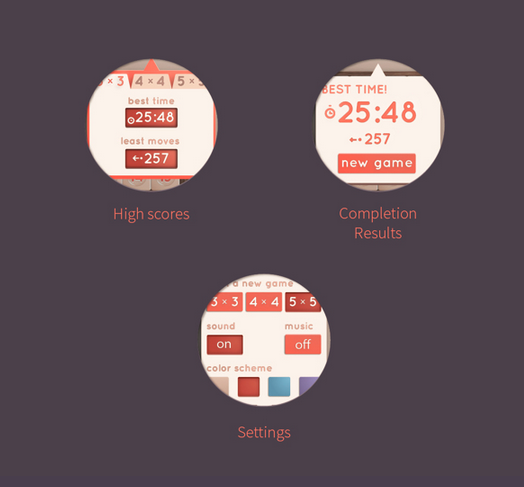 × 3 4 × 4 5 × 5
best time
25:48
least moves
257
High scores
BEST TIME!
25:48
257
new game
Completion
Results
a new game
3 × 3 4 × 4 5 × 5
sound music
on off
color scheme
Settings